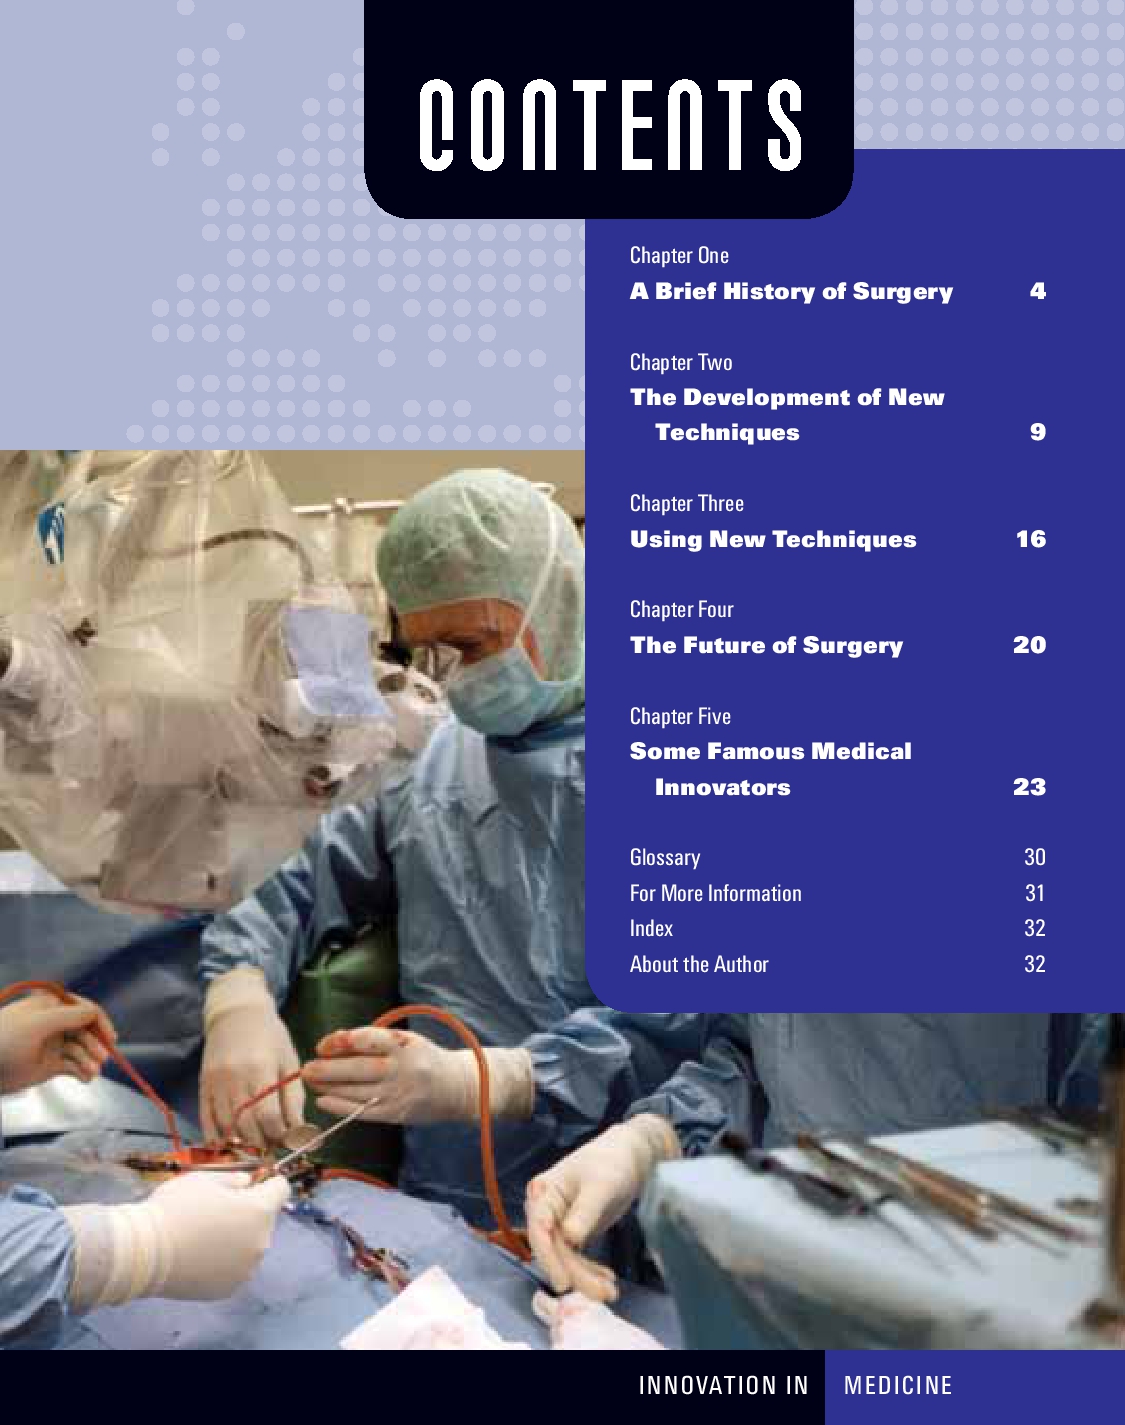 CONTENTS
Chapter One
A Brief History of Surgery 4
Chapter Two
The Development of New
Techniques 9
Chapter Three
Using New Techniques 16
Chapter Four
The Future of Surgery 20
Chapter Five
Some Famous Medical
Innovators 23
Glossary 30
For More Information 31
Index 32
About the Author 32
INNOVATION IN MEDICINE